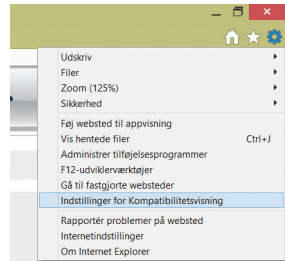 Udskriv
Filer
Zoom (125%)
Sikkerhed
Føj websted til appvisning
Vis hentede filer Ctrl+J
Administrer tilføjelsesprogrammer
F12-udviklerværktøjer
Gå til fastgjorte websteder
Indstillinger for Kompatibilitetsvisning
Rapportér problemer på websted
Internetindstillinger
Om Internet Explorer